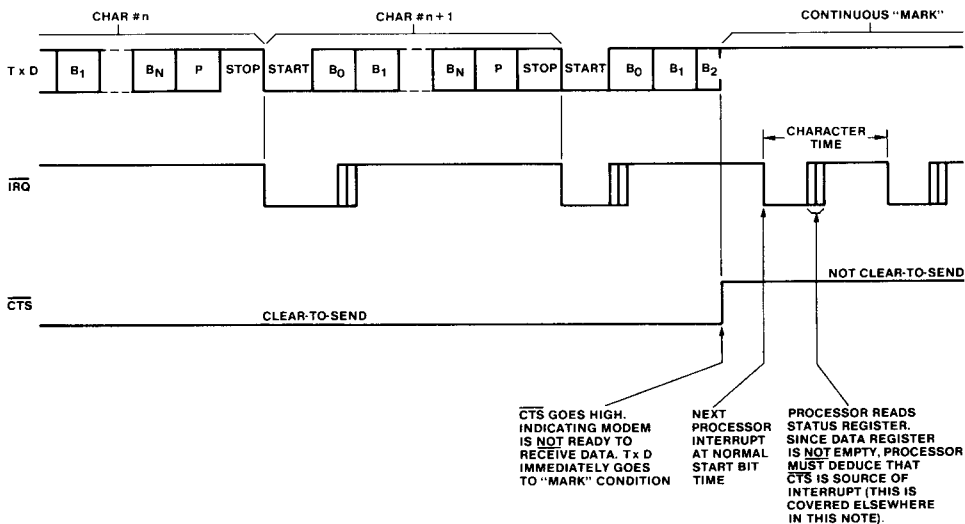 CHAR #n
CHAR #n + 1
CONTINUOUS "MARK"
T x D
B1
BN
P
STOP
START
B0
B1
BN
P
STOP
START
B0
B1
B2
CHARACTER
TIME
IRQ
NOT CLEAR-TO-SEND
CTS
CLEAR-TO-SEND
CTS GOES HIGH.
INDICATING MODEM
IS NOT READY TO
RECEIVE DATA. T x D
IMMEDIATELY GOES
TO "MARK" CONDITION
NEXT
PROCESSOR
INTERRUPT
AT NORMAL
START BIT
TIME
PROCESSOR READS
STATUS REGISTER.
SINCE DATA REGISTER
IS NOT EMPTY, PROCESSOR
MUST DEDUCE THAT
CTS IS SOURCE OF
INTERRUPT (THIS IS
COVERED ELSEWHERE
IN THIS NOTE).